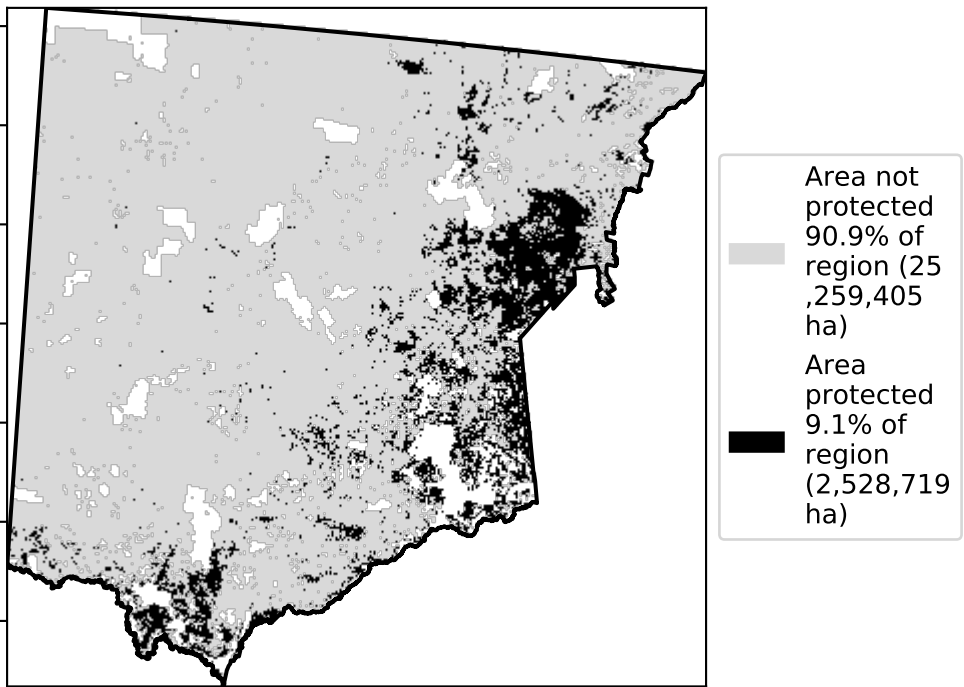 Area not
protected
90.9% of
region (25
,259,405
ha)
Area
protected
9.1% of
region
(2,528,719
ha)